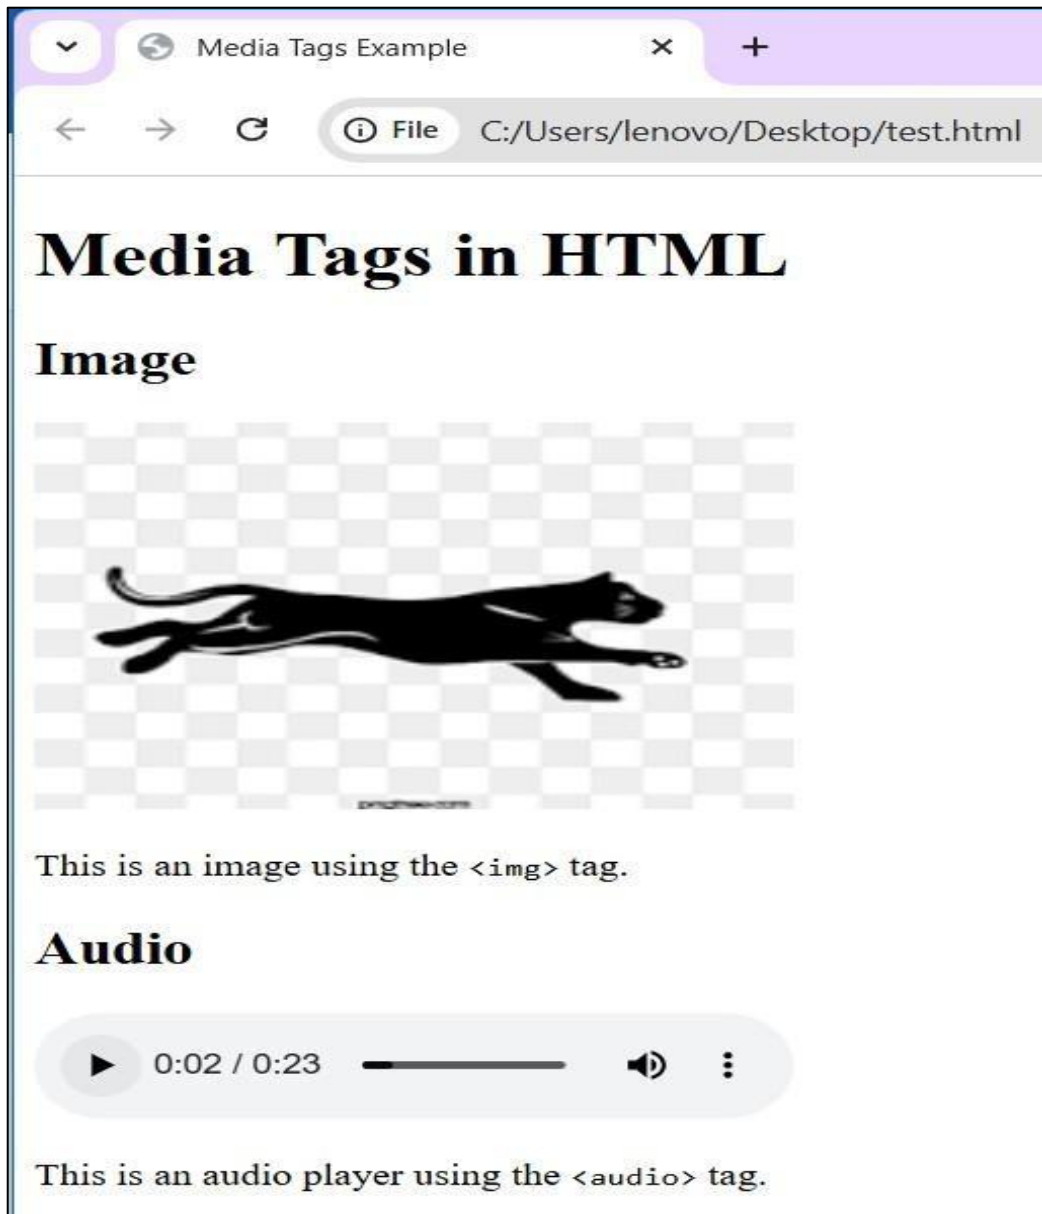 Media Tags Example
File C:/Users/lenovo/Desktop/test.html
Media Tags in HTML
Image
This is an image using the <img> tag.
Audio
0:02 / 0:23
This is an audio player using the <audio> tag.